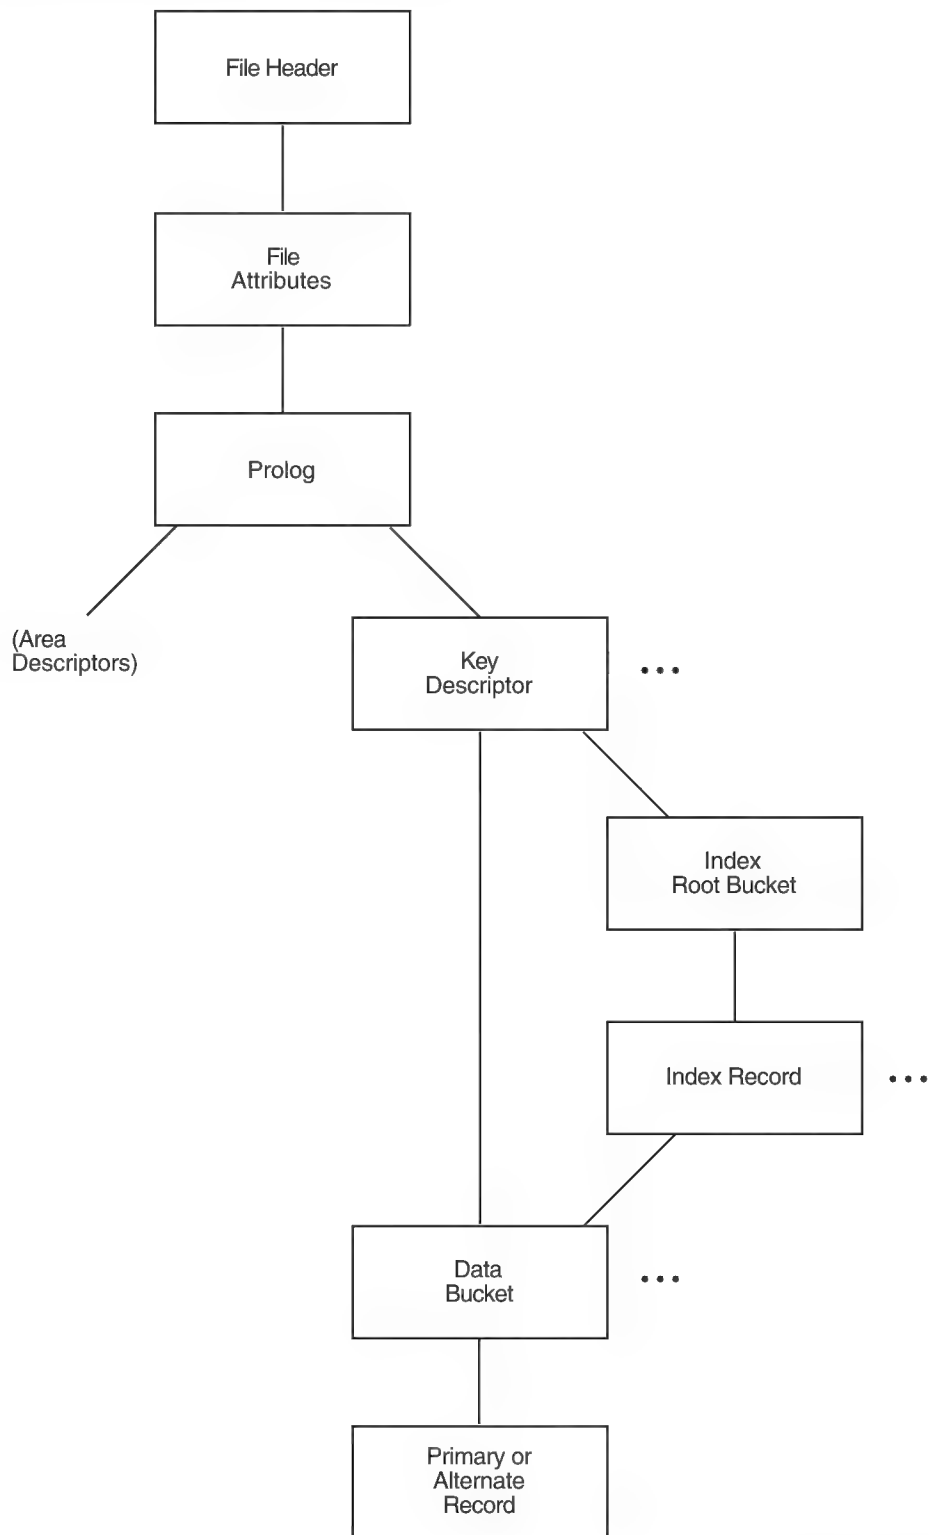 File Header
File
Attributes
Prolog
(Area
Descriptors)
Key
Descriptor
•••
Index
Root Bucket
Index Record
•••
Data
Bucket
•••
Primary or
Alternate
Record